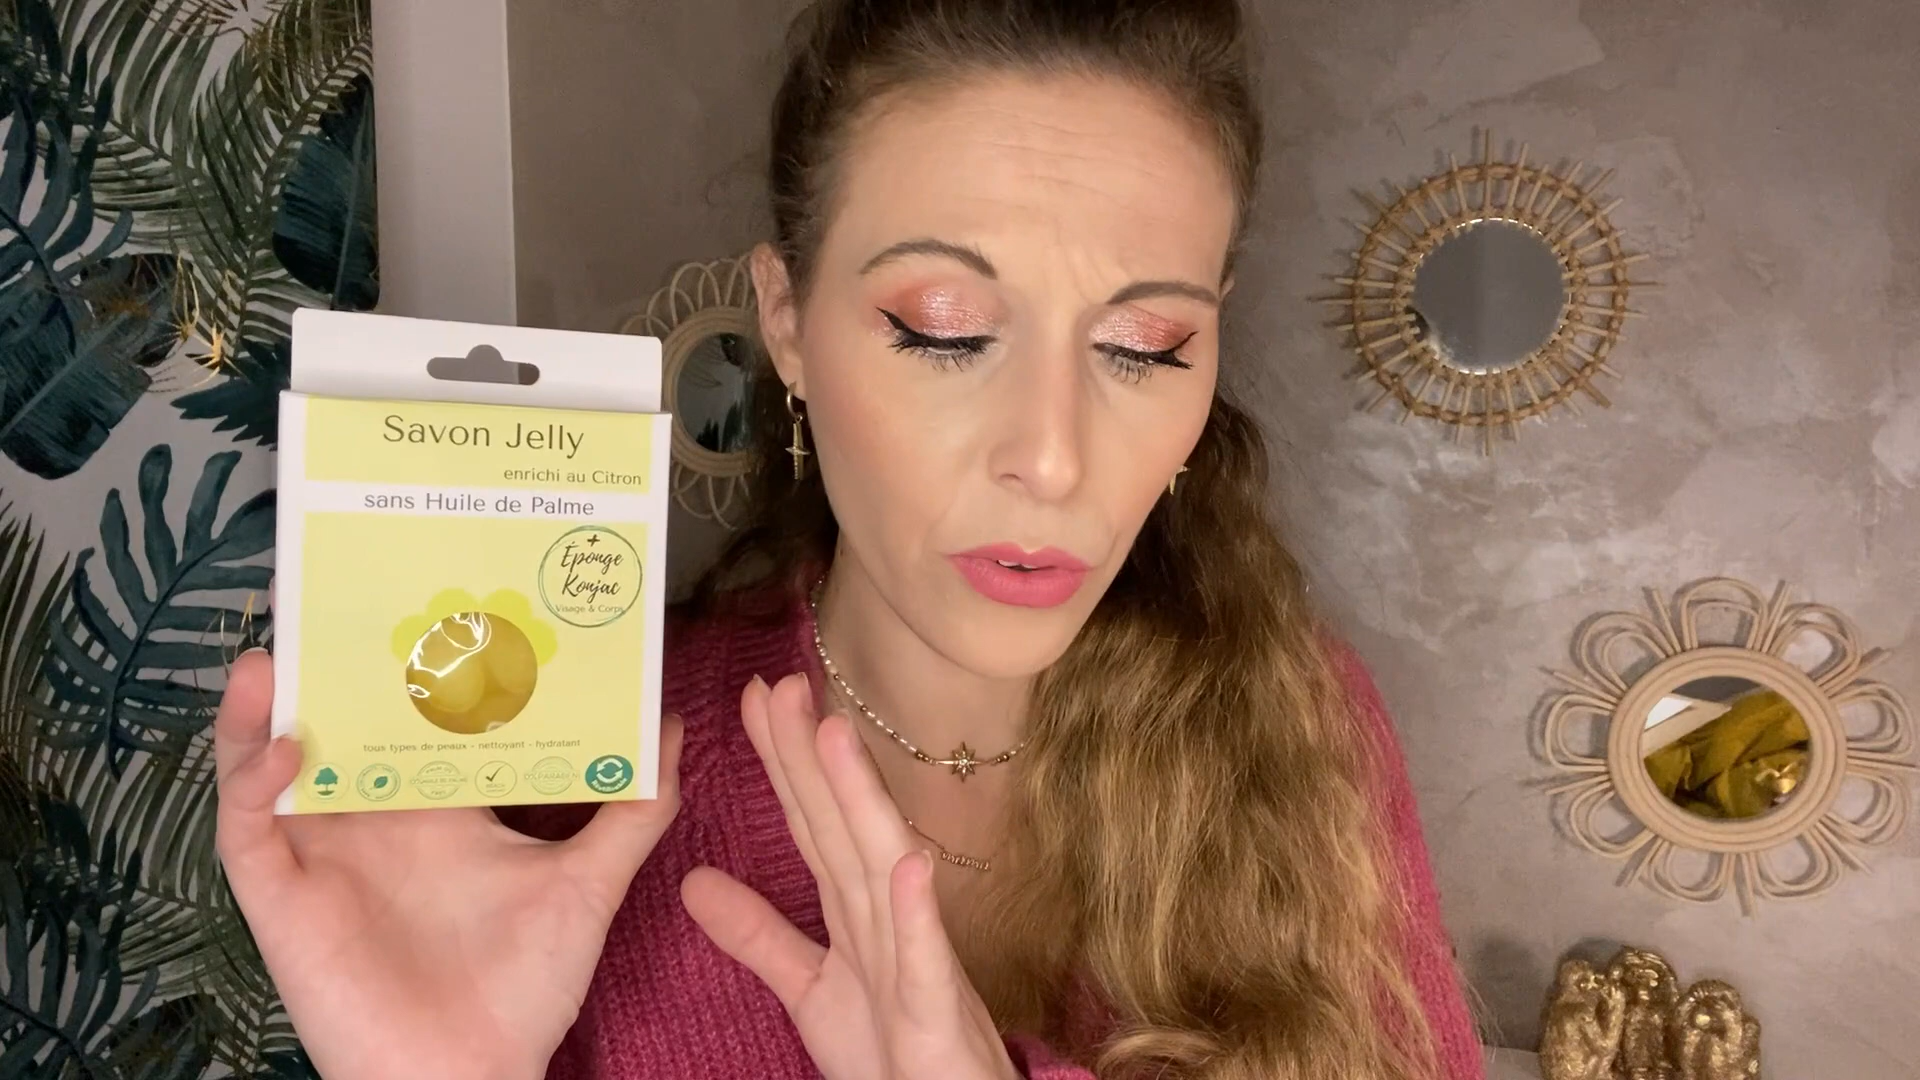 Savon Jelly
enrichi au Citron
sans Huile de Palme
+
Éponge
Konjac
Visage & Corps
tous types de peaux - nettoyant - hydratant